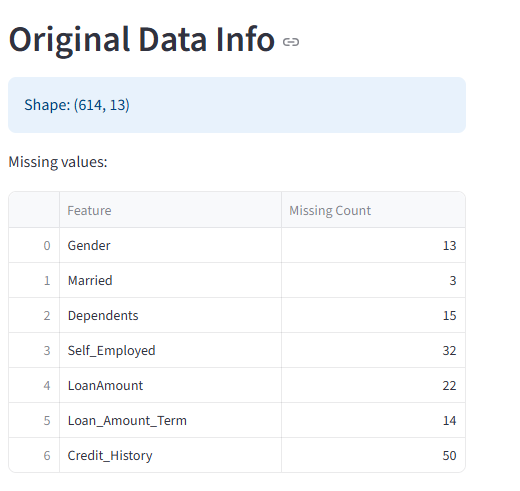 Original Data Info
Shape: (614, 13)
Missing values:
Feature Missing Count
0 Gender 13
1 Married 3
2 Dependents 15
3 Self_Employed 32
4 LoanAmount 22
5 Loan_Amount_Term 14
6 Credit_History 50